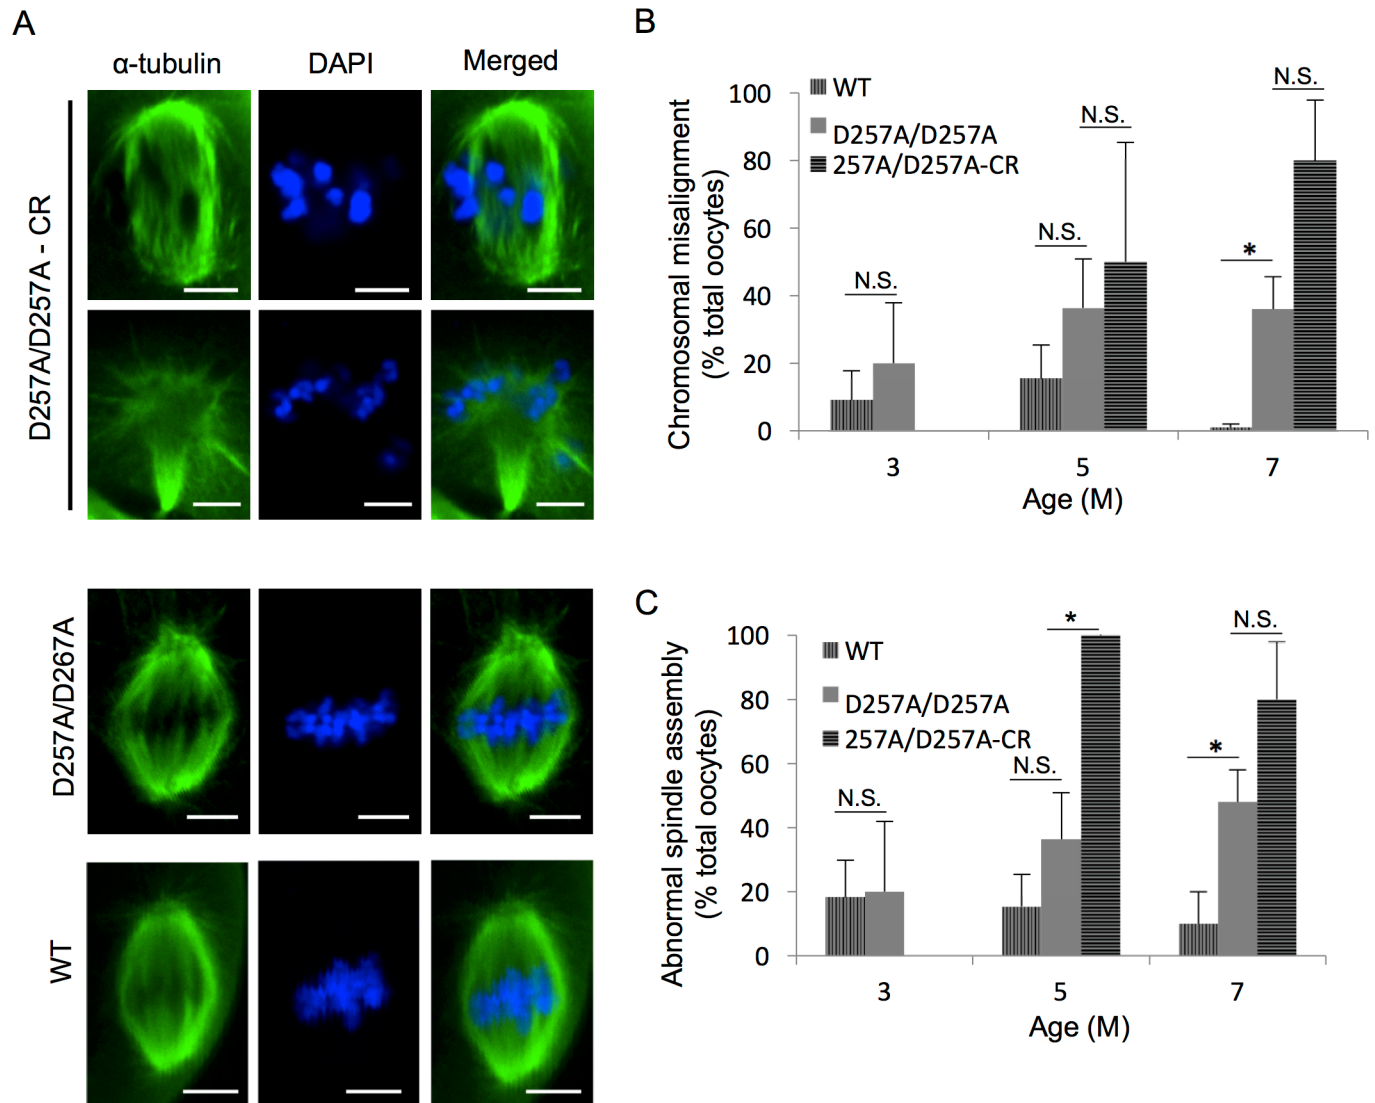 A
α-tubulin DAPI Merged
D257A/D257A - CR
D257A/D267A
WT
B
Chromosomal misalignment
(% total oocytes)
100
80
60
40
20
0
WT
D257A/D257A
257A/D257A-CR
N.S.
N.S.
N.S.
*
N.S.
3 5 7
Age (M)
C
Abnormal spindle assembly
(% total oocytes)
100
80
60
40
20
0
WT
D257A/D257A
257A/D257A-CR
N.S.
N.S.
*
*
N.S.
3 5 7
Age (M)